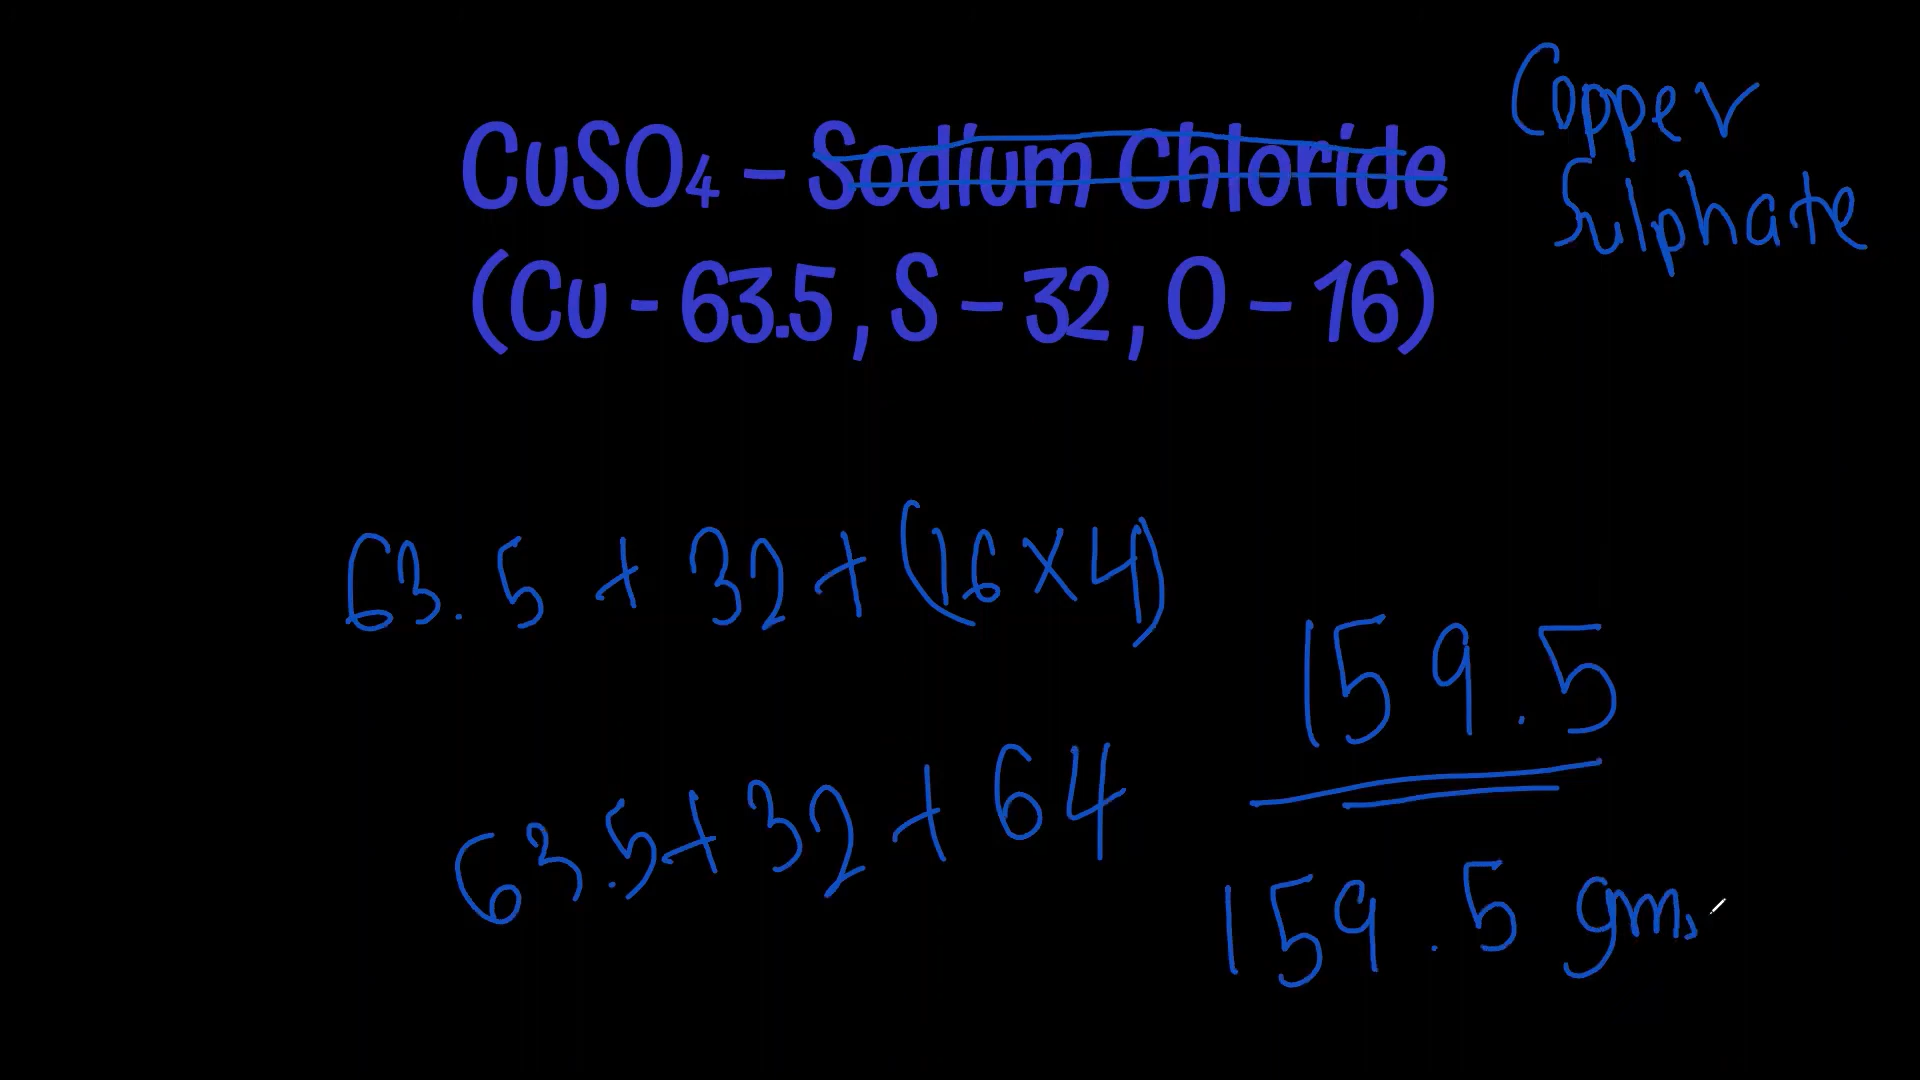 CuSO₄ – Sodium Chloride
Copper
Sulphate
(Cu - 63.5 , S – 32 , O – 16)
63.5 + 32 + (16 × 4)
159.5
63.5 + 32 + 64
159.5 gms